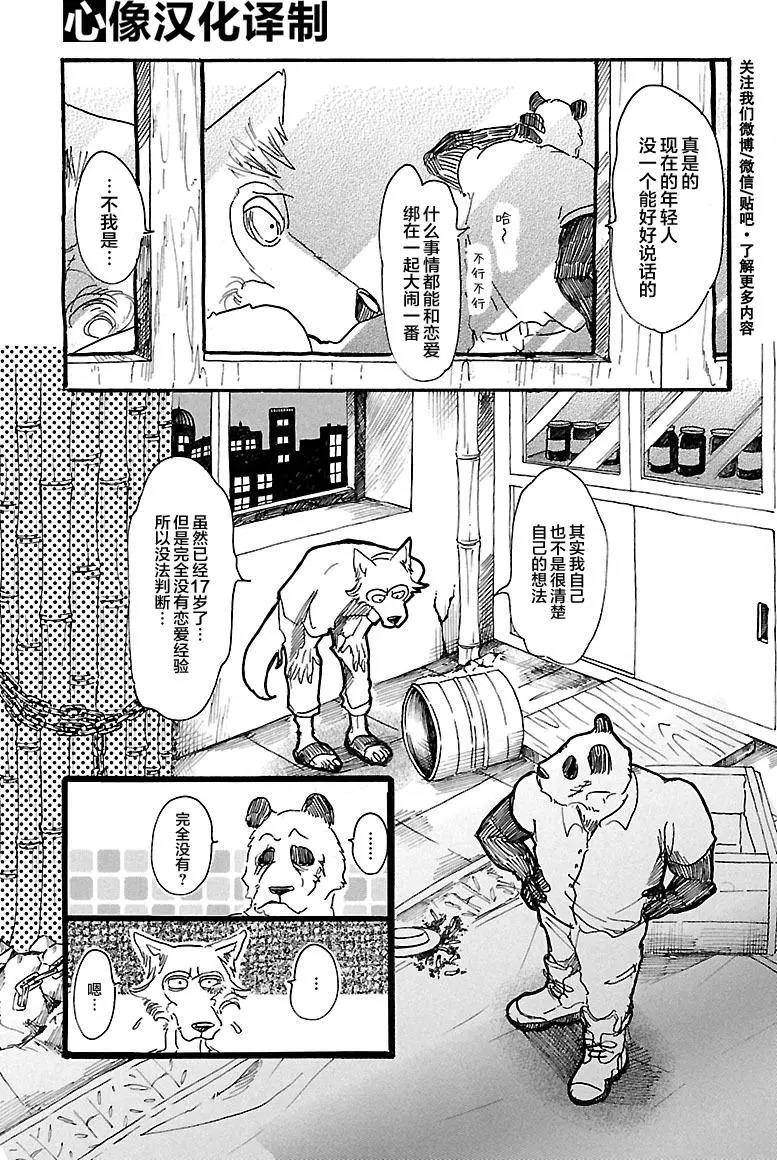 心像汉化译制
关注我们微博/微信/贴吧·了解更多内容
真是的
现在的年轻人
没一个能好好说话的
哈~
不行不行
什么事情都能和恋爱
绑在一起大闹一番
…不我是…
其实我自己
也不是很清楚
自己的想法
虽然已经17岁了…
但是完全没有恋爱经验
所以没法判断…
…
完全没有？
…
嗯